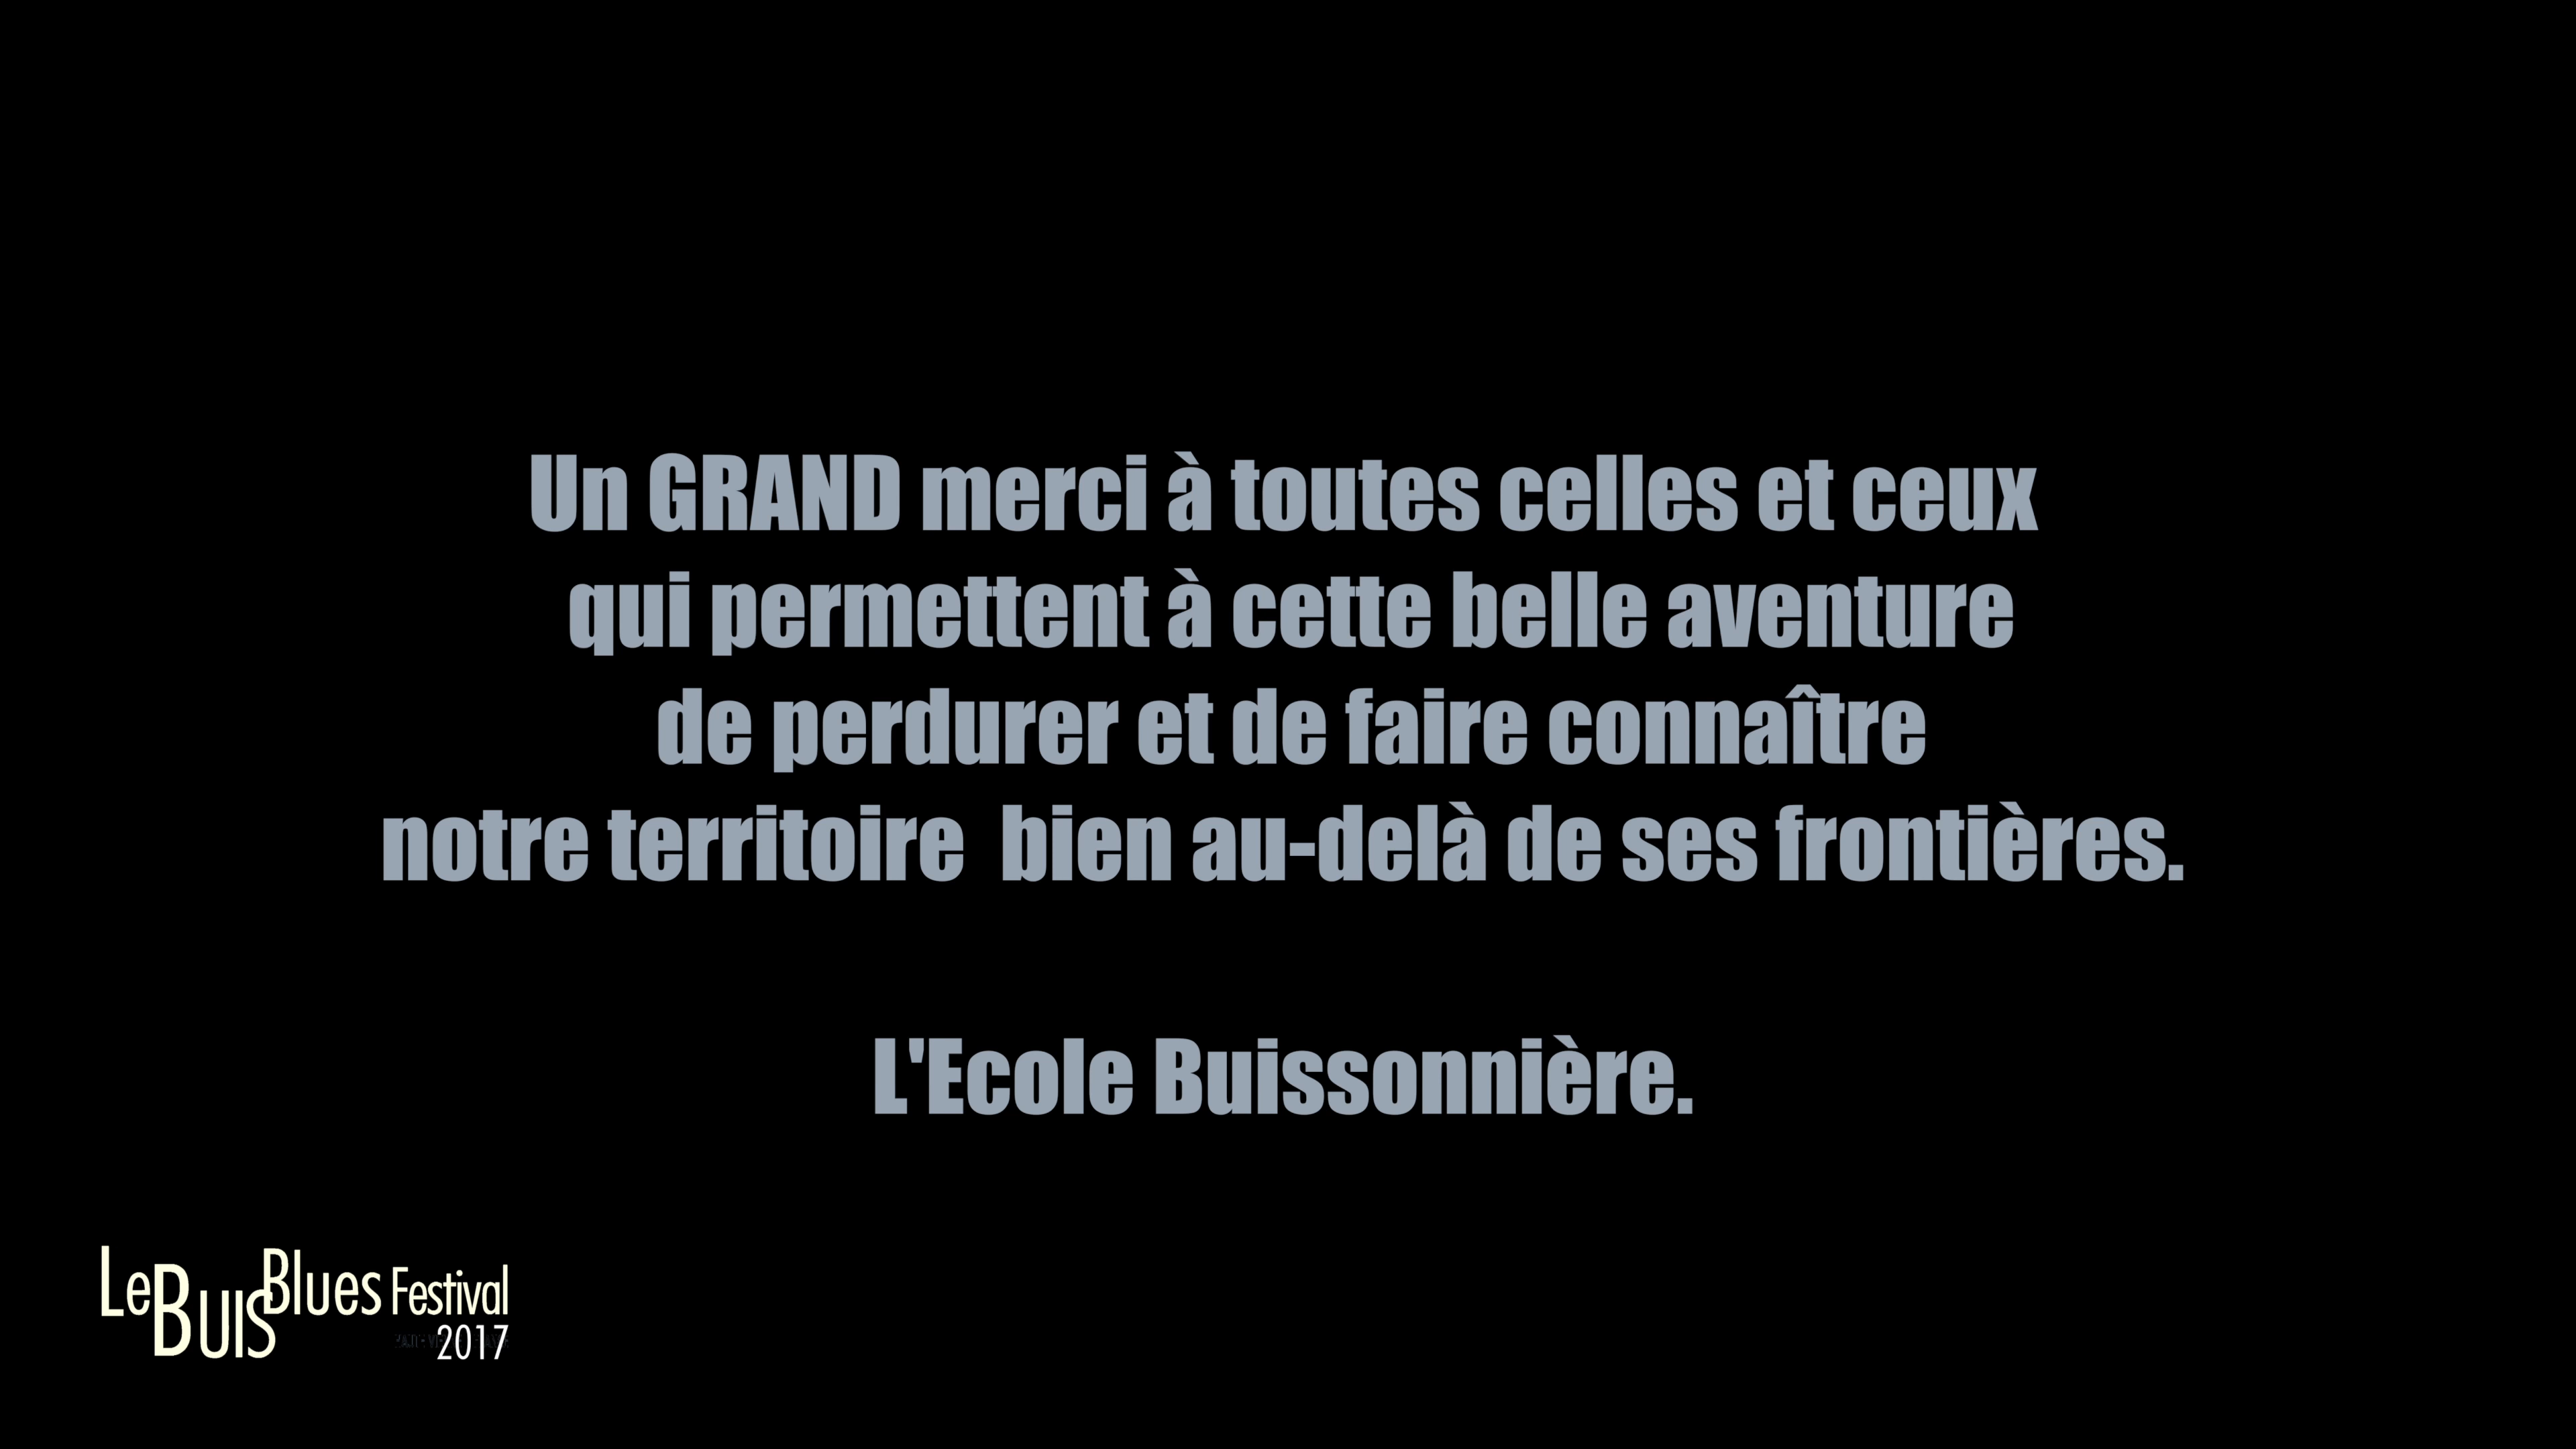 Un GRAND merci à toutes celles et ceux
qui permettent à cette belle aventure
de perdurer et de faire connaître
notre territoire  bien au-delà de ses frontières.
L'Ecole Buissonnière.
Le Buis Blues Festival
2017